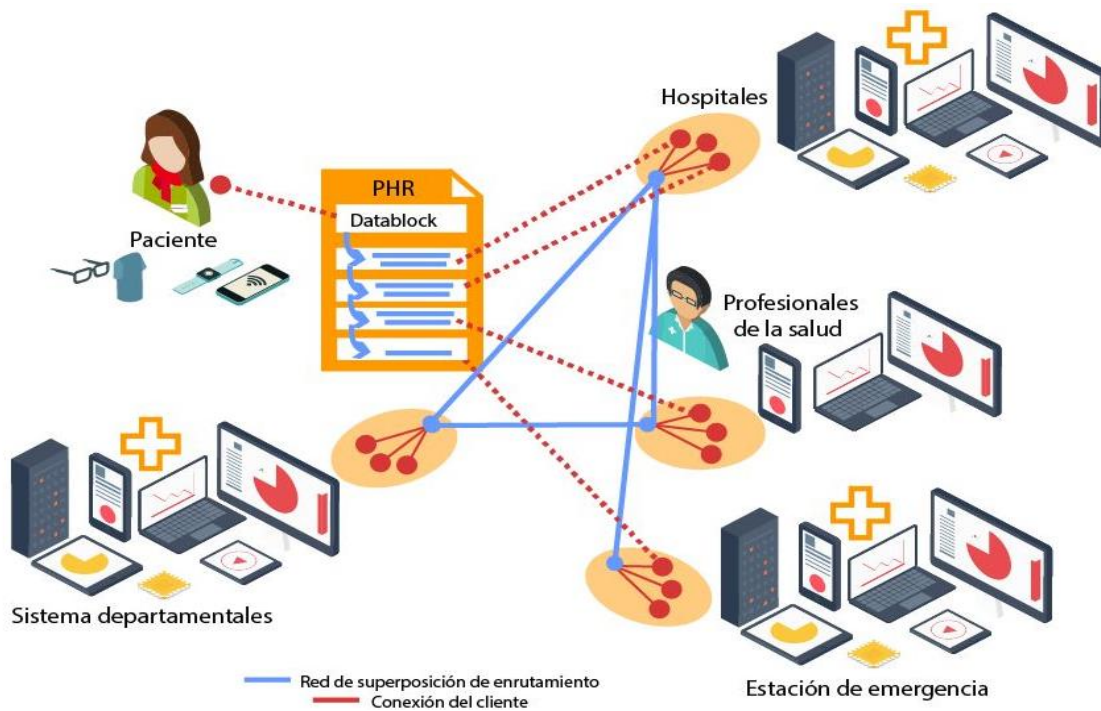 Hospitales
PHR
Datablock
Paciente
Profesionales
de la salud
Sistema departamentales
Estación de emergencia
Red de superposición de enrutamiento
Conexión del cliente